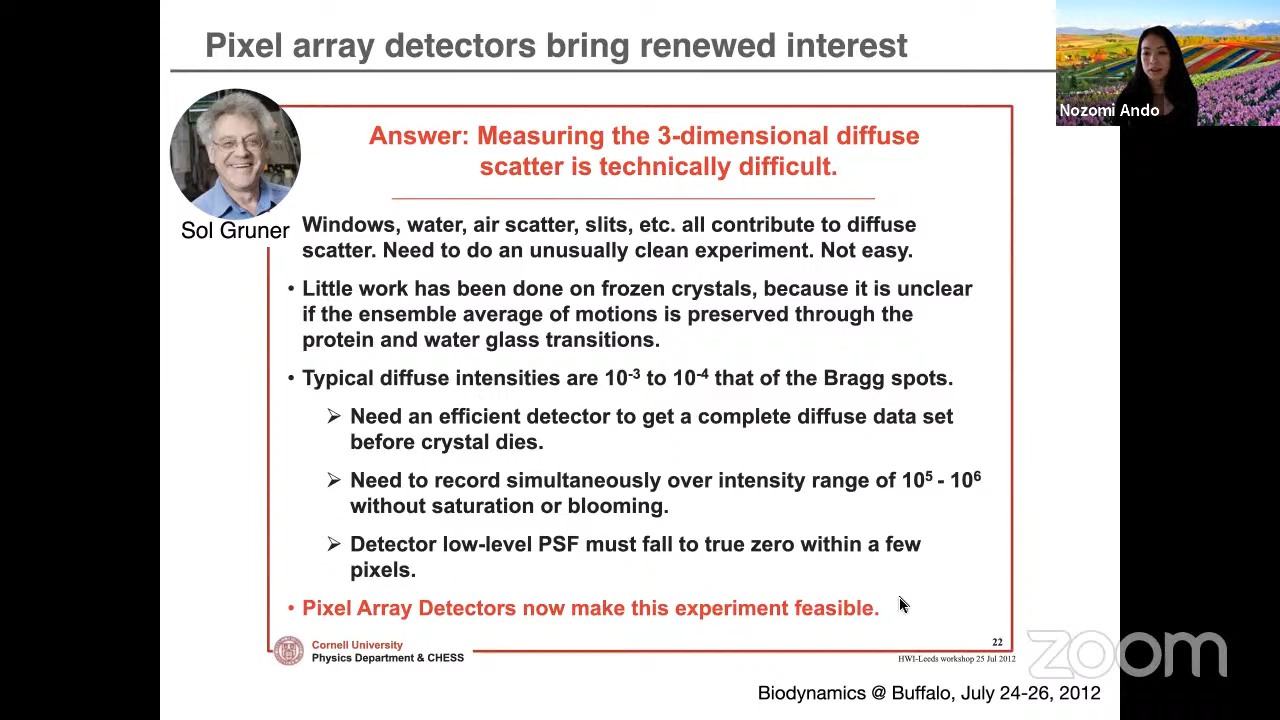 Pixel array detectors bring renewed interest
Nozomi Ando
Sol Gruner
Answer: Measuring the 3-dimensional diffuse
scatter is technically difficult.
Windows, water, air scatter, slits, etc. all contribute to diffuse
scatter. Need to do an unusually clean experiment. Not easy.
• Little work has been done on frozen crystals, because it is unclear
if the ensemble average of motions is preserved through the
protein and water glass transitions.
• Typical diffuse intensities are 10⁻³ to 10⁻⁴ that of the Bragg spots.
➢ Need an efficient detector to get a complete diffuse data set
before crystal dies.
➢ Need to record simultaneously over intensity range of 10⁵ - 10⁶
without saturation or blooming.
➢ Detector low-level PSF must fall to true zero within a few
pixels.
• Pixel Array Detectors now make this experiment feasible.
Cornell University
Physics Department & CHESS
22
HWI-Leeds workshop 25 Jul 2012
zoom
Biodynamics @ Buffalo, July 24-26, 2012